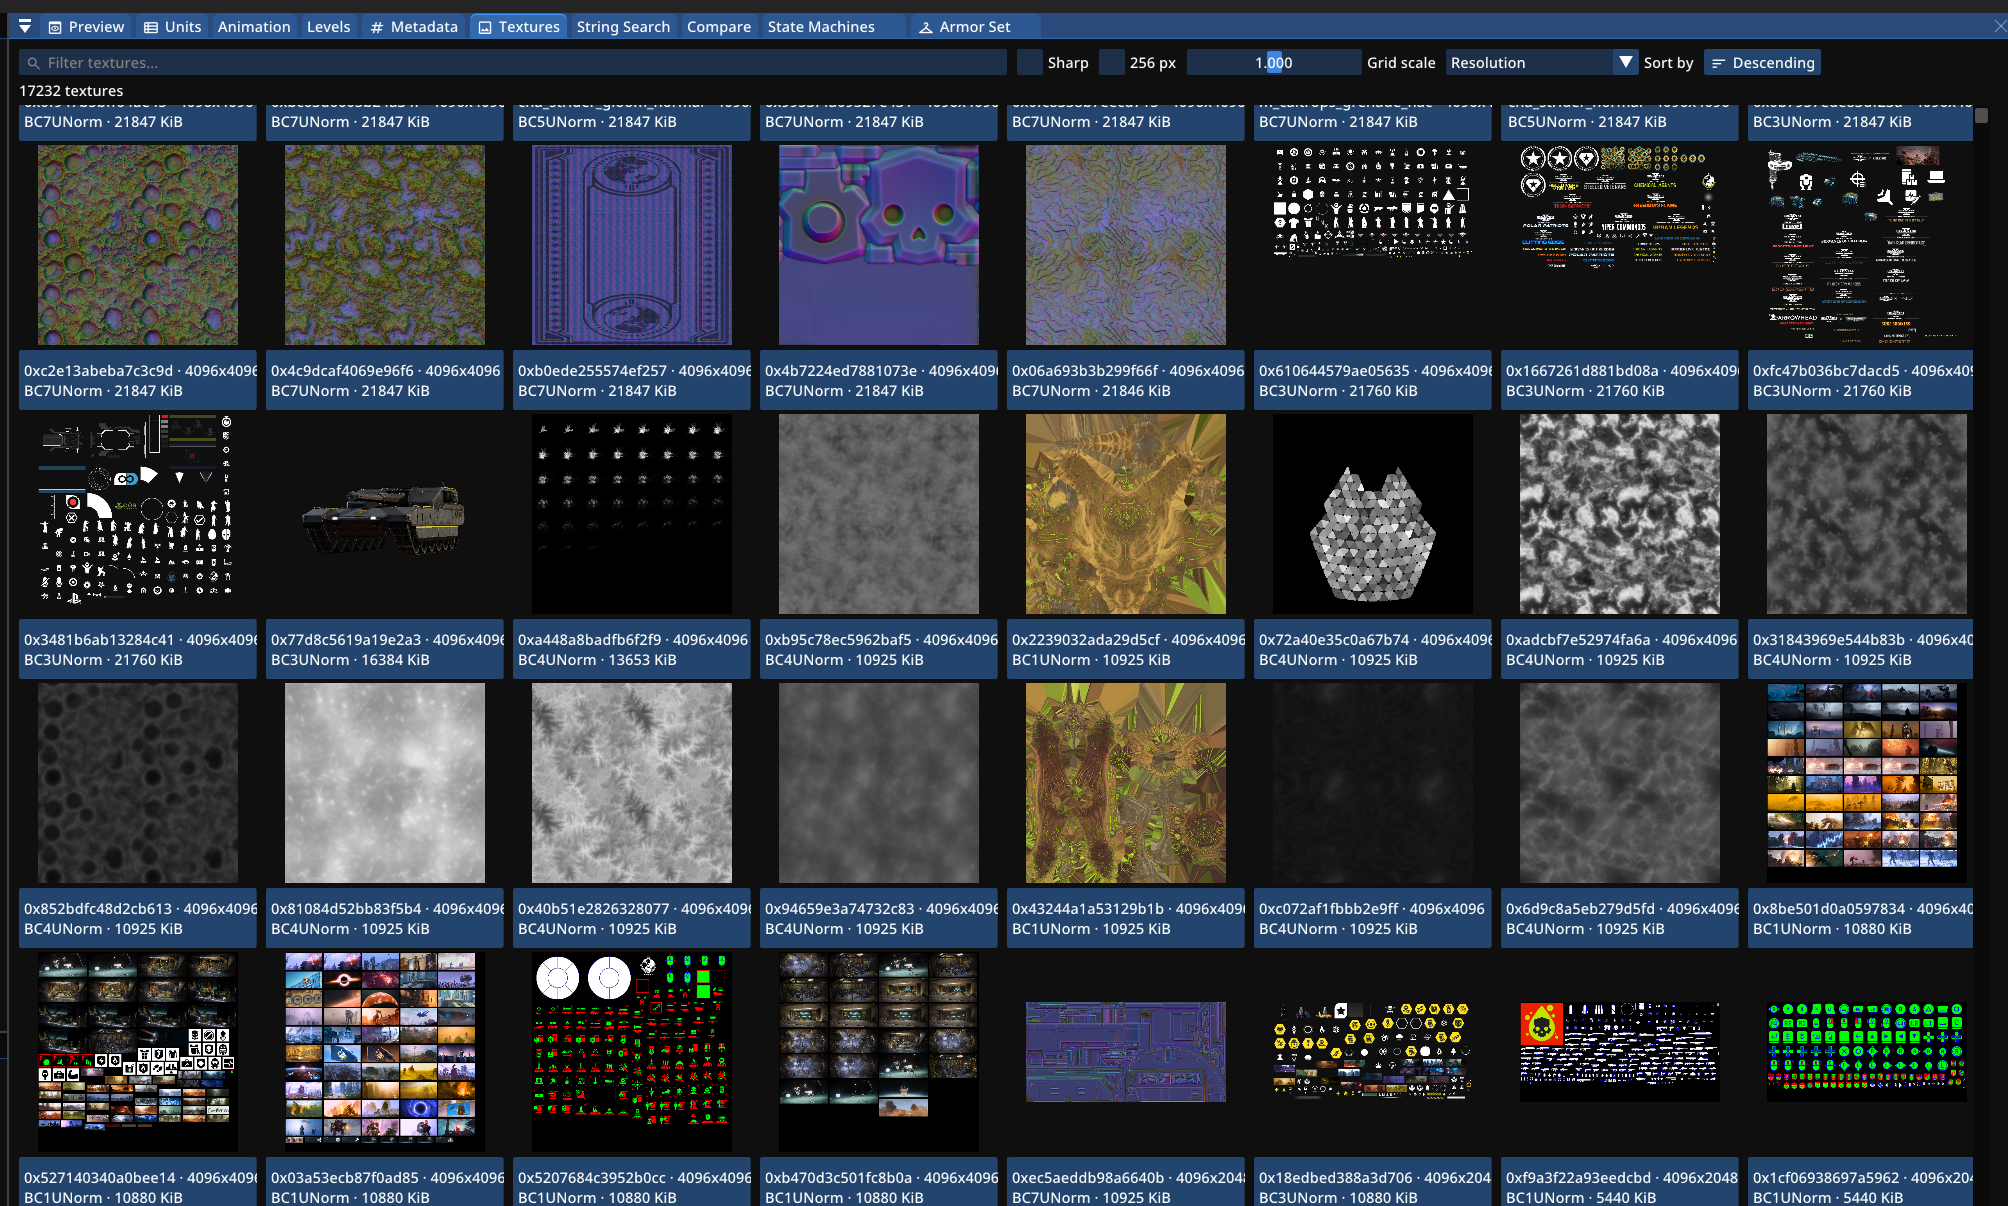 Preview Units Animation Levels # Metadata Textures String Search Compare State Machines Armor Set
Filter textures... Sharp 256 px 1.000 Grid scale Resolution Sort by Descending
17232 textures
BC7UNorm · 21847 KiB
BC7UNorm · 21847 KiB
BC5UNorm · 21847 KiB
BC7UNorm · 21847 KiB
BC7UNorm · 21847 KiB
BC7UNorm · 21847 KiB
BC5UNorm · 21847 KiB
BC3UNorm · 21847 KiB
0xc2e13abeba7c3c9d · 4096x4096
BC7UNorm · 21847 KiB
0x4c9dcaf4069e96f6 · 4096x4096
BC7UNorm · 21847 KiB
0xb0ede255574ef257 · 4096x4096
BC7UNorm · 21847 KiB
0x4b7224ed7881073e · 4096x409
BC7UNorm · 21847 KiB
0x06a693b3b299f66f · 4096x4096
BC7UNorm · 21846 KiB
0x610644579ae05635 · 4096x4096
BC3UNorm · 21760 KiB
0x1667261d881bd08a · 4096x409
BC3UNorm · 21760 KiB
0xfc47b036bc7dacd5 · 4096x409
BC3UNorm · 21760 KiB
0x3481b6ab13284c41 · 4096x4096
BC3UNorm · 21760 KiB
0x77d8c5619a19e2a3 · 4096x4096
BC3UNorm · 16384 KiB
0xa448a8badfb6f2f9 · 4096x4096
BC4UNorm · 13653 KiB
0xb95c78ec5962baf5 · 4096x4096
BC4UNorm · 10925 KiB
0x2239032ada29d5cf · 4096x4096
BC1UNorm · 10925 KiB
0x72a40e35c0a67b74 · 4096x4096
BC4UNorm · 10925 KiB
0xadcbf7e52974fa6a · 4096x4096
BC4UNorm · 10925 KiB
0x31843969e544b83b · 4096x40
BC4UNorm · 10925 KiB
0x852bdfc48d2cb613 · 4096x4096
BC4UNorm · 10925 KiB
0x81084d52bb83f5b4 · 4096x4096
BC4UNorm · 10925 KiB
0x40b51e2826328077 · 4096x4096
BC4UNorm · 10925 KiB
0x94659e3a74732c83 · 4096x4096
BC4UNorm · 10925 KiB
0x43244a1a53129b1b · 4096x409
BC1UNorm · 10925 KiB
0xc072af1fbbb2e9ff · 4096x4096
BC4UNorm · 10925 KiB
0x6d9c8a5eb279d5fd · 4096x4096
BC4UNorm · 10925 KiB
0x8be501d0a0597834 · 4096x40
BC1UNorm · 10880 KiB
0x527140340a0bee14 · 4096x4096
BC1UNorm · 10880 KiB
0x03a53ecb87f0ad85 · 4096x4096
BC1UNorm · 10880 KiB
0x5207684c3952b0cc · 4096x4096
BC1UNorm · 10880 KiB
0xb470d3c501fc8b0a · 4096x4096
BC1UNorm · 10880 KiB
0xec5aeddb98a6640b · 4096x204
BC7UNorm · 10925 KiB
0x18edbed388a3d706 · 4096x204
BC3UNorm · 10880 KiB
0xf9a3f22a93eedcbd · 4096x2048
BC1UNorm · 5440 KiB
0x1cf06938697a5962 · 4096x204
BC1UNorm · 5440 KiB